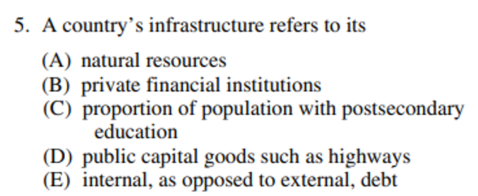 5. A country's infrastructure refers to its
(A) natural resources
(B) private financial institutions
(C) proportion of population with postsecondary
education
(D) public capital goods such as highways
(E) internal, as opposed to external, debt